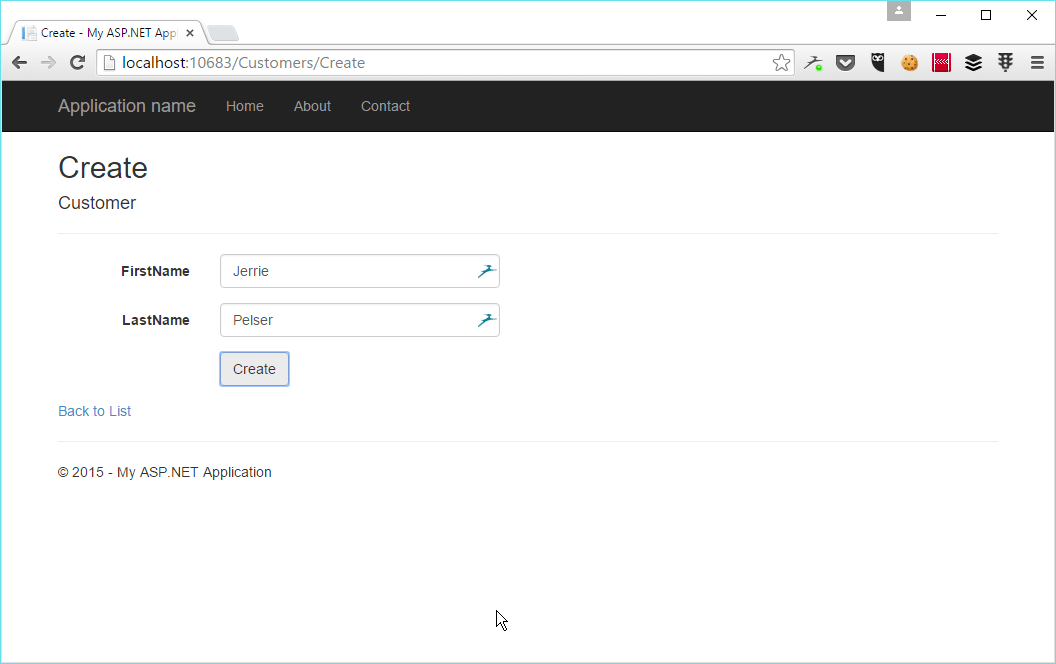 Create - My ASP.NET Appl
localhost:10683/Customers/Create
Application name Home About Contact
Create
Customer
FirstName Jerrie
LastName Pelser
Create
Back to List
© 2015 - My ASP.NET Application